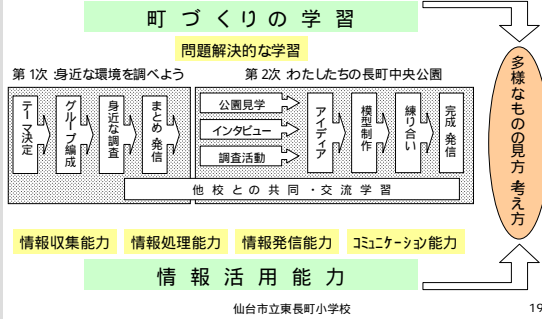 町づくりの学習
問題解決的な学習
第1次 身近な環境を調べよう
第2次 わたしたちの長町中央公園
テーマ決定
グループ編成
身近な調査
まとめ 発信
公園見学
インタビュー
調査活動
アイディア
模型制作
練り合い
完成 発信
他校との共同・交流学習
多様なものの見方 考え方
情報収集能力
情報処理能力
情報発信能力
コミュニケーション能力
情報活用能力
仙台市立東長町小学校
19